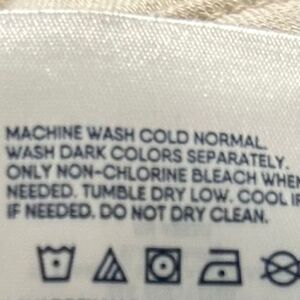 MACHINE WASH COLD NORMAL.
WASH DARK COLORS SEPARATELY.
ONLY NON-CHLORINE BLEACH WHEN
NEEDED. TUMBLE DRY LOW. COOL IF
IF NEEDED. DO NOT DRY CLEAN.